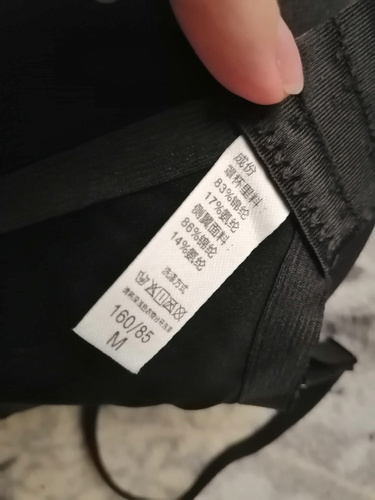 成份
罩杯里料
83%锦纶
17%氨纶
侧翼面料
86%锦纶
14%氨纶
洗涤方式
160/85
M